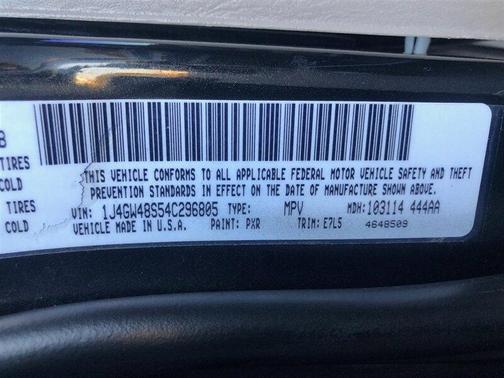 8
TIRES
COLD
TIRES
COLD
THIS VEHICLE CONFORMS TO ALL APPLICABLE FEDERAL MOTOR VEHICLE SAFETY AND THEFT
PREVENTION STANDARDS IN EFFECT ON THE DATE OF MANUFACTURE SHOWN ABOVE.
VIN: 1J4GW48S54C296805 TYPE: MPV MDH: 103114 444AA
VEHICLE MADE IN U.S.A. PAINT: PXR TRIM: E7L5 4648509